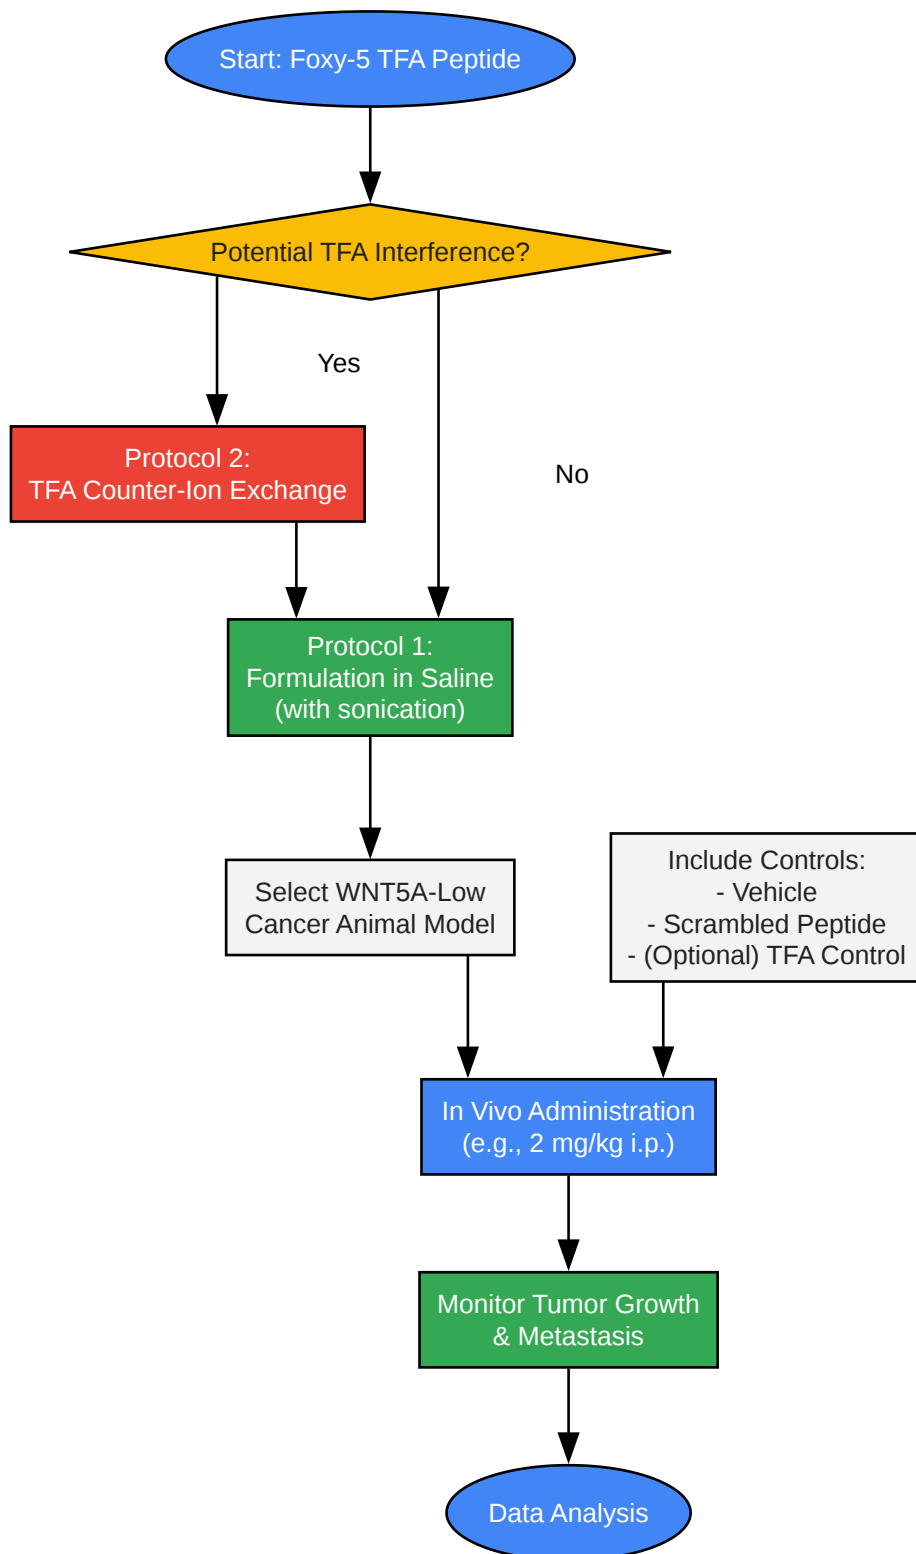 Start: Foxy-5 TFA Peptide
Potential TFA Interference?
Yes
Protocol 2:
TFA Counter-Ion Exchange
No
Protocol 1:
Formulation in Saline
(with sonication)
Select WNT5A-Low
Cancer Animal Model
Include Controls:
- Vehicle
- Scrambled Peptide
- (Optional) TFA Control
In Vivo Administration
(e.g., 2 mg/kg i.p.)
Monitor Tumor Growth
& Metastasis
Data Analysis